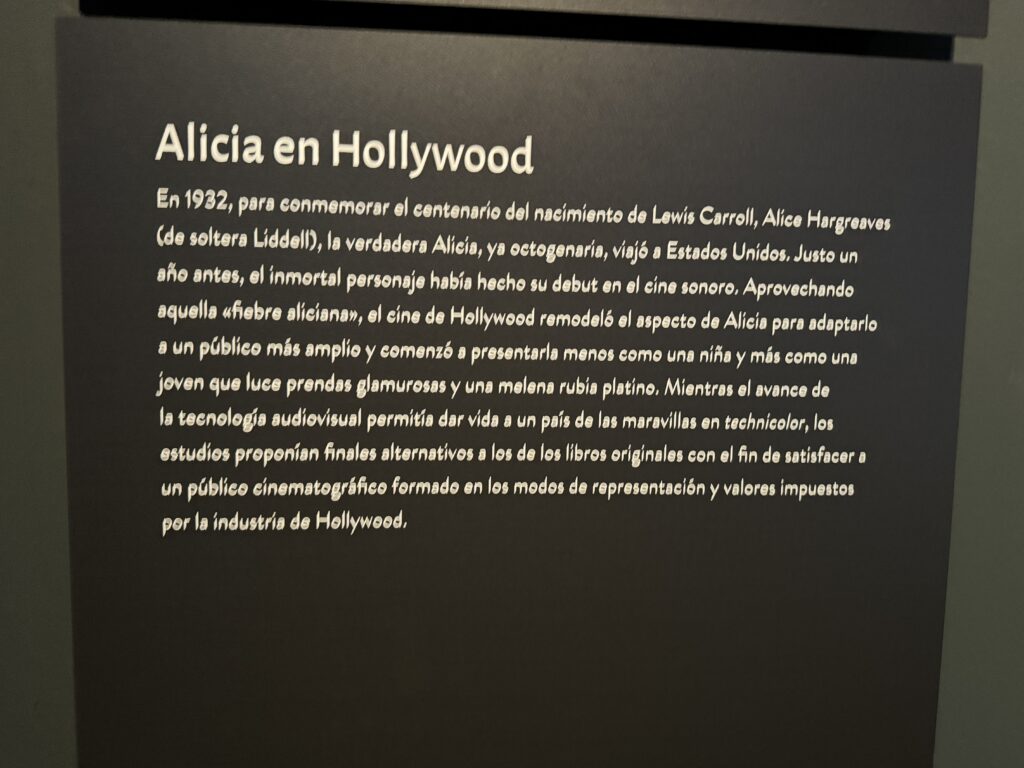 Alicia en Hollywood
En 1932, para conmemorar el centenario del nacimiento de Lewis Carroll, Alice Hargreaves
(de soltera Liddell), la verdadera Alicia, ya octogenaria, viajó a Estados Unidos. Justo un
año antes, el inmortal personaje había hecho su debut en el cine sonoro. Aprovechando
aquella «fiebre aliciana», el cine de Hollywood remodeló el aspecto de Alicia para adaptarlo
a un público más amplio y comenzó a presentarla menos como una niña y más como una
joven que luce prendas glamurosas y una melena rubia platino. Mientras el avance de
la tecnología audiovisual permitía dar vida a un país de las maravillas en technicolor, los
estudios proponían finales alternativos a los de los libros originales con el fin de satisfacer a
un público cinematográfico formado en los modos de representación y valores impuestos
por la industria de Hollywood.